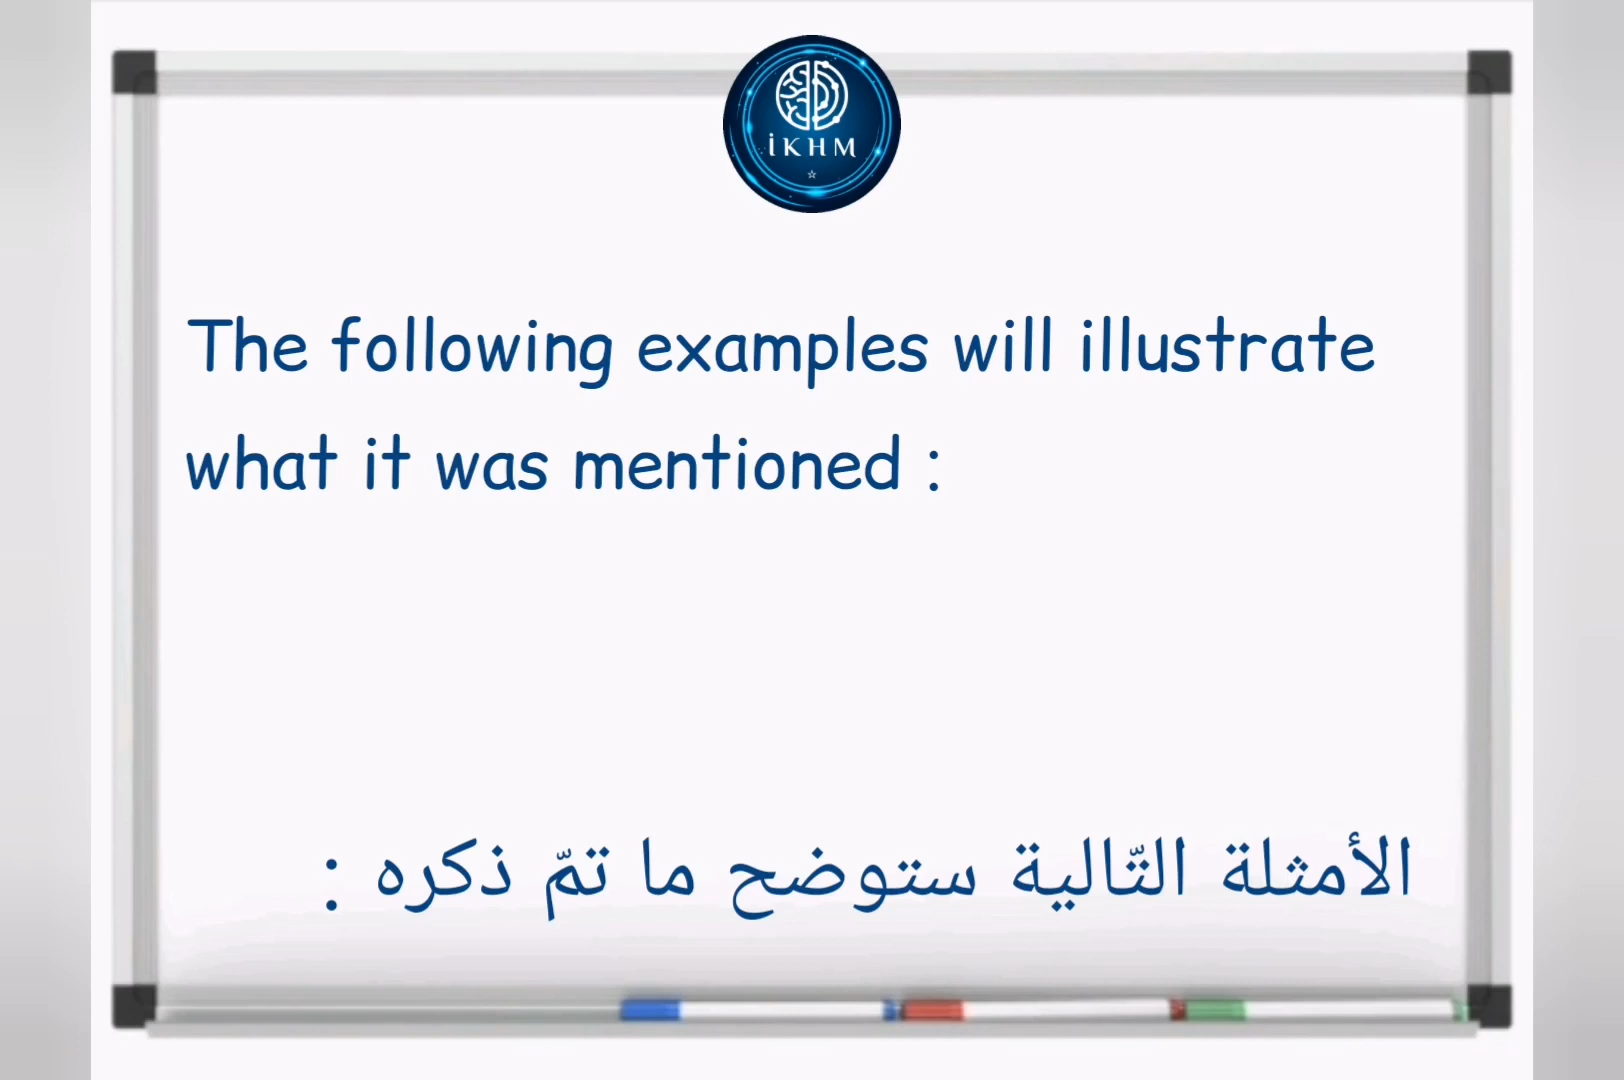 İKHM
The following examples will illustrate
what it was mentioned :
الأمثلة التّالية ستوضح ما تمّ ذكره :